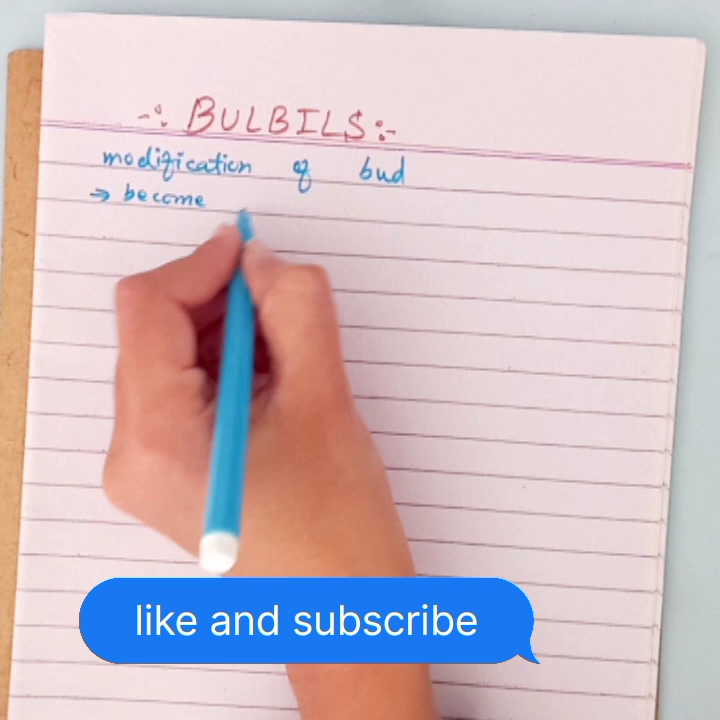 -: BULBILS :-
modification of bud
→ become
like and subscribe